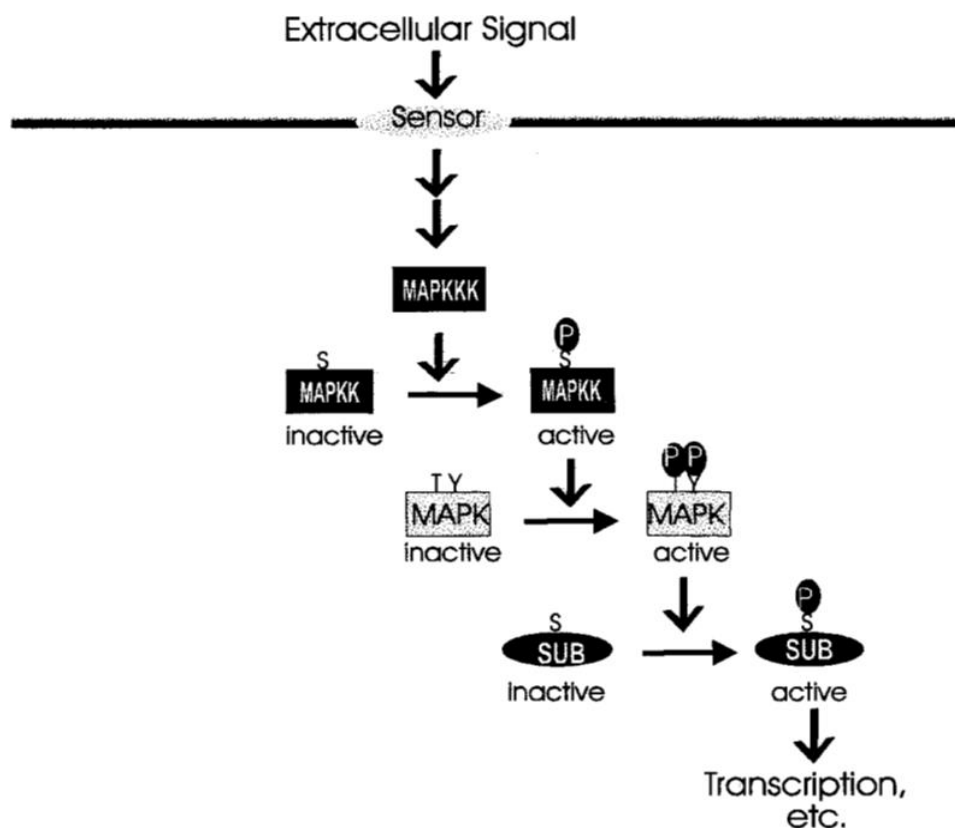 Extracellular Signal
Sensor
MAPKKK
P
S
S
MAPKK
MAPKK
inactive
active
P P
T Y
T Y
MAPK
MAPK
inactive
active
P
S
S
SUB
SUB
inactive
active
Transcription,
etc.